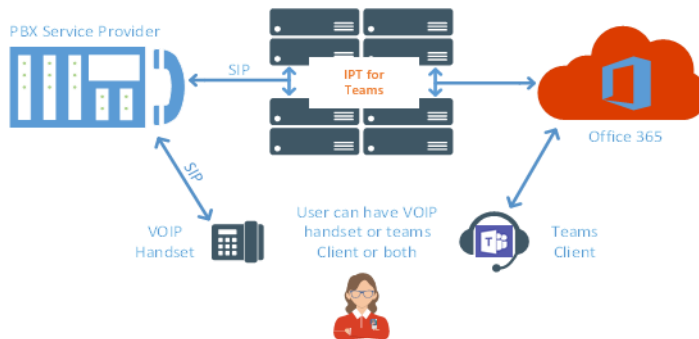 PBX Service Provider
SIP
IPT for
Teams
Office 365
SIP
VOIP
Handset
User can have VOIP
handset or teams
Client or both
T
Teams
Client